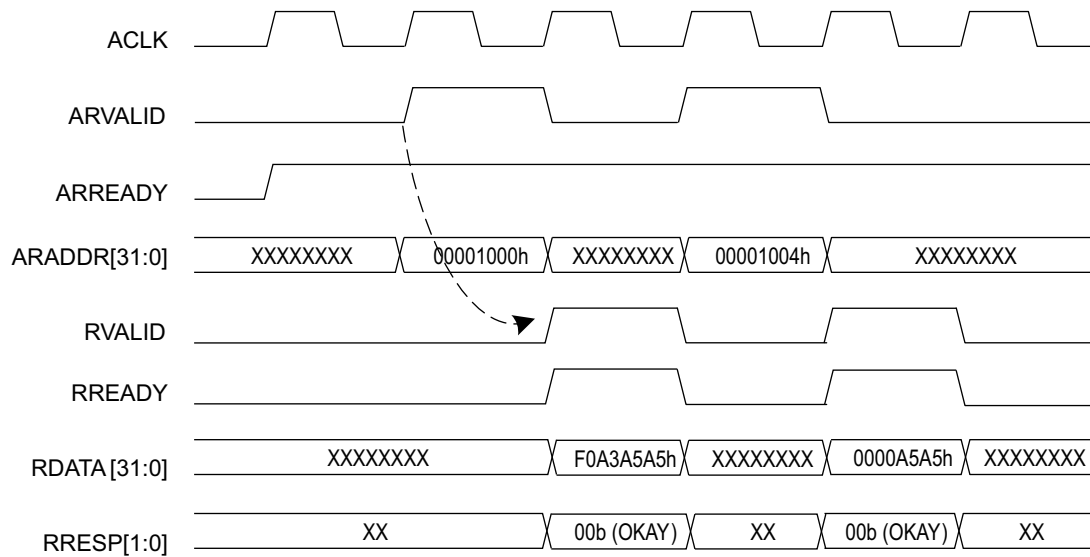 ACLK
ARVALID
ARREADY
ARADDR[31:0] XXXXXXXX 00001000h XXXXXXXX 00001004h XXXXXXXX
RVALID
RREADY
RDATA [31:0] XXXXXXXX F0A3A5A5h XXXXXXXX 0000A5A5h XXXXXXXX
RRESP[1:0] XX 00b (OKAY) XX 00b (OKAY) XX